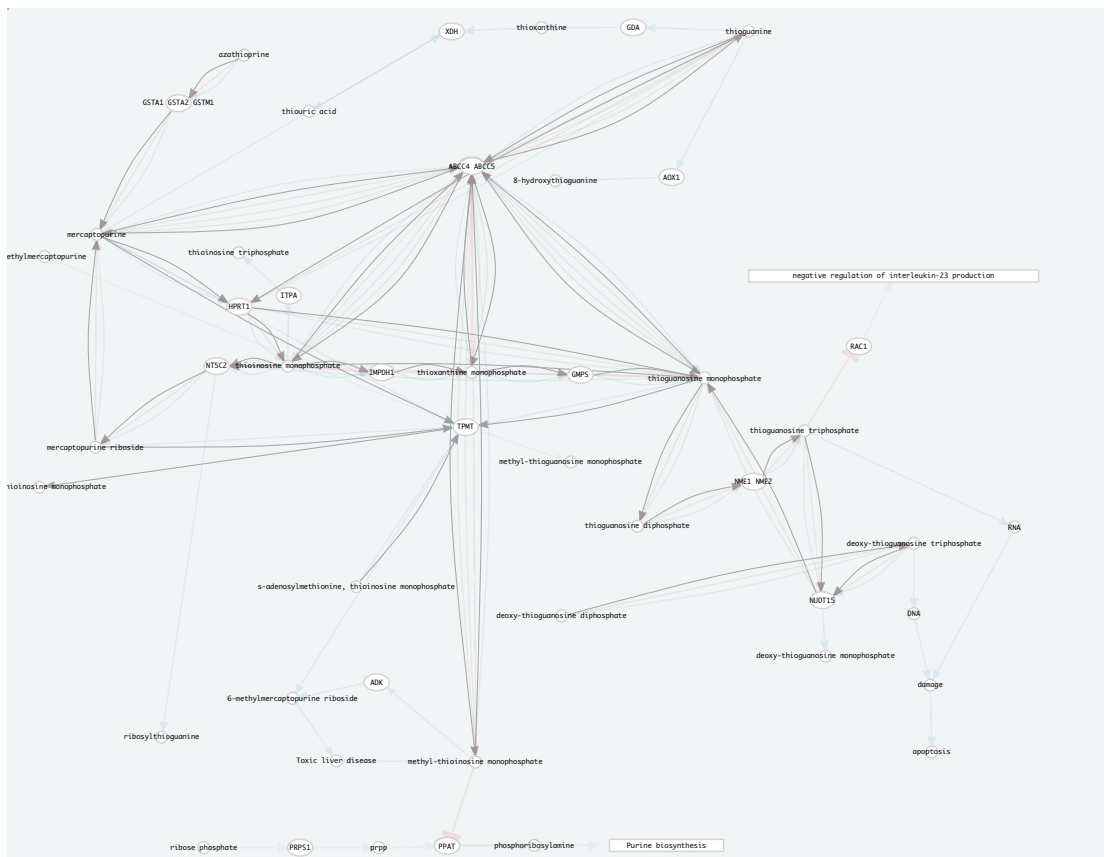 XDH
thioxanthine
GDA
thioguanine
azathioprine
GSTA1 GSTA2 GSTM1
thiouric acid
ABCC4 ABCC5
8-hydroxythioguanine
AOX1
mercaptopurine
thioinosine triphosphate
ethylmercaptopurine
negative regulation of interleukin-23 production
ITPA
HPRT1
RAC1
NT5C2
thioinosine monophosphate
IMPDH1
thioxanthine monophosphate
GMPS
thioguanosine monophosphate
TPMT
thioguanosine triphosphate
mercaptopurine riboside
methyl-thioguanosine monophosphate
NME1 NME2
hioinosine monophosphate
thioguanosine diphosphate
RNA
deoxy-thioguanosine triphosphate
s-adenosylmethionine, thioinosine monophosphate
NUDT15
deoxy-thioguanosine diphosphate
DNA
deoxy-thioguanosine monophosphate
ADK
damage
6-methylmercaptopurine riboside
ribosylthioguanine
apoptosis
Toxic liver disease
methyl-thioinosine monophosphate
ribose phosphate
PRPS1
prpp
PPAT
phosphoribosylamine
Purine biosynthesis